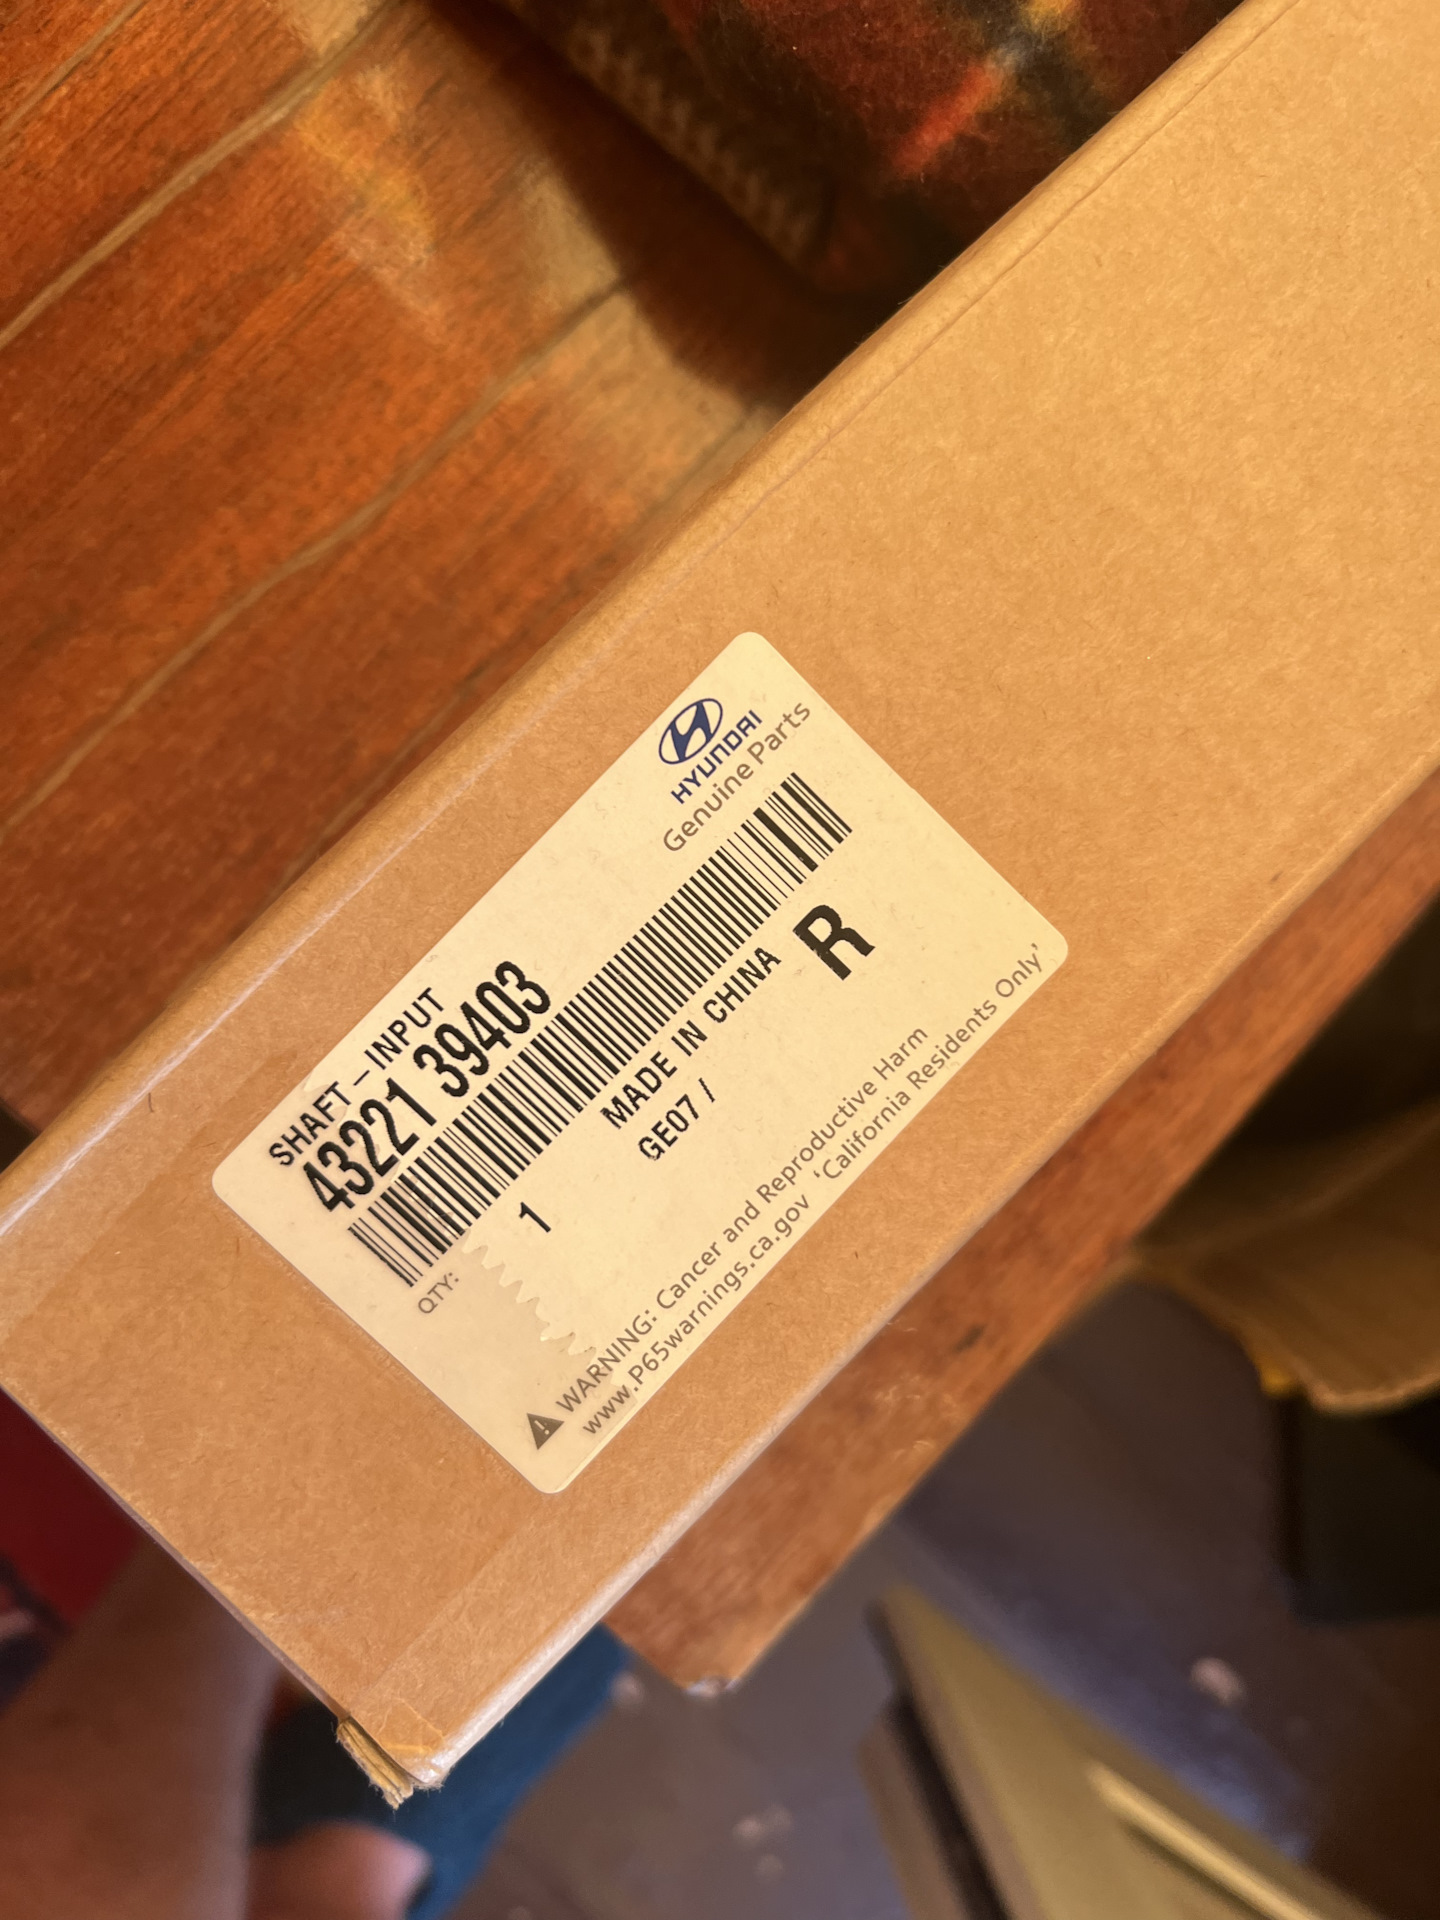 HYUNDAI
Genuine Parts
SHAFT-INPUT
43221 39403
QTY: 1
MADE IN CHINA
R
GE07 /
WARNING: Cancer and Reproductive Harm
www.P65warnings.ca.gov 'California Residents Only'